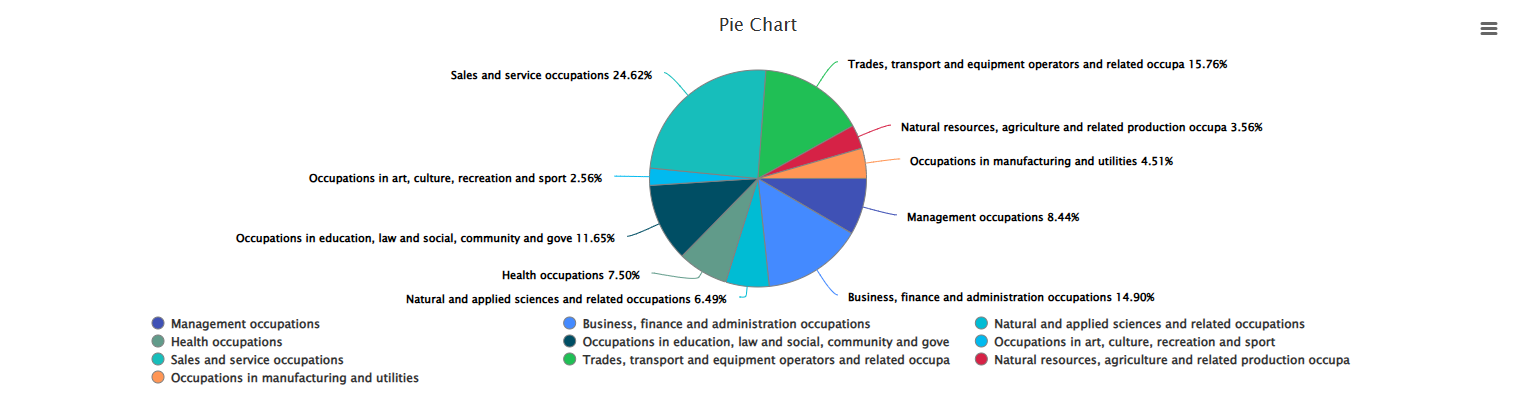 Pie Chart
Sales and service occupations 24.62%
Trades, transport and equipment operators and related occupa 15.76%
Natural resources, agriculture and related production occupa 3.56%
Occupations in manufacturing and utilities 4.51%
Occupations in art, culture, recreation and sport 2.56%
Management occupations 8.44%
Occupations in education, law and social, community and gove 11.65%
Health occupations 7.50%
Natural and applied sciences and related occupations 6.49%
Business, finance and administration occupations 14.90%
Management occupations
Business, finance and administration occupations
Natural and applied sciences and related occupations
Health occupations
Occupations in education, law and social, community and gove
Occupations in art, culture, recreation and sport
Sales and service occupations
Trades, transport and equipment operators and related occupa
Natural resources, agriculture and related production occupa
Occupations in manufacturing and utilities